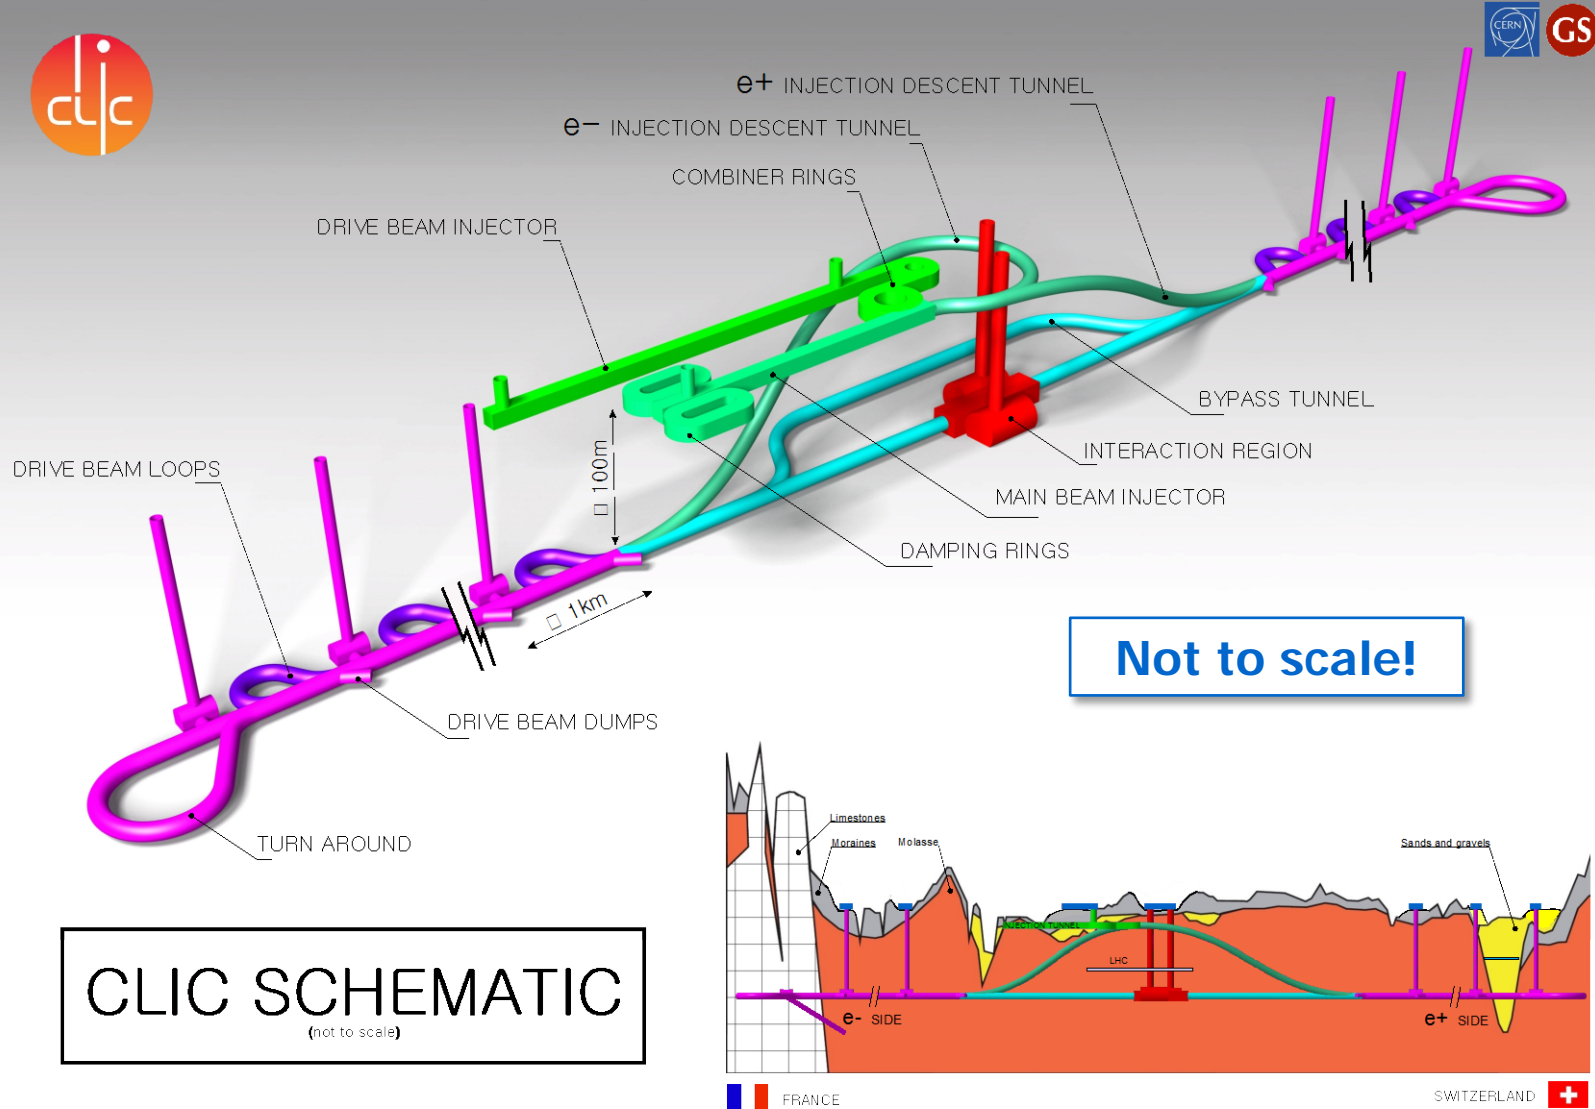 clic
CERN
GS
e+ INJECTION DESCENT TUNNEL
e− INJECTION DESCENT TUNNEL
COMBINER RINGS
DRIVE BEAM INJECTOR
DRIVE BEAM LOOPS
□ 100m
BYPASS TUNNEL
INTERACTION REGION
MAIN BEAM INJECTOR
DAMPING RINGS
□ 1km
Not to scale!
DRIVE BEAM DUMPS
TURN AROUND
CLIC SCHEMATIC
(not to scale)
Limestones
Moraines
Molasse
Sands and gravels
INJECTION TUNNEL
LHC
e- SIDE
e+ SIDE
FRANCE
SWITZERLAND